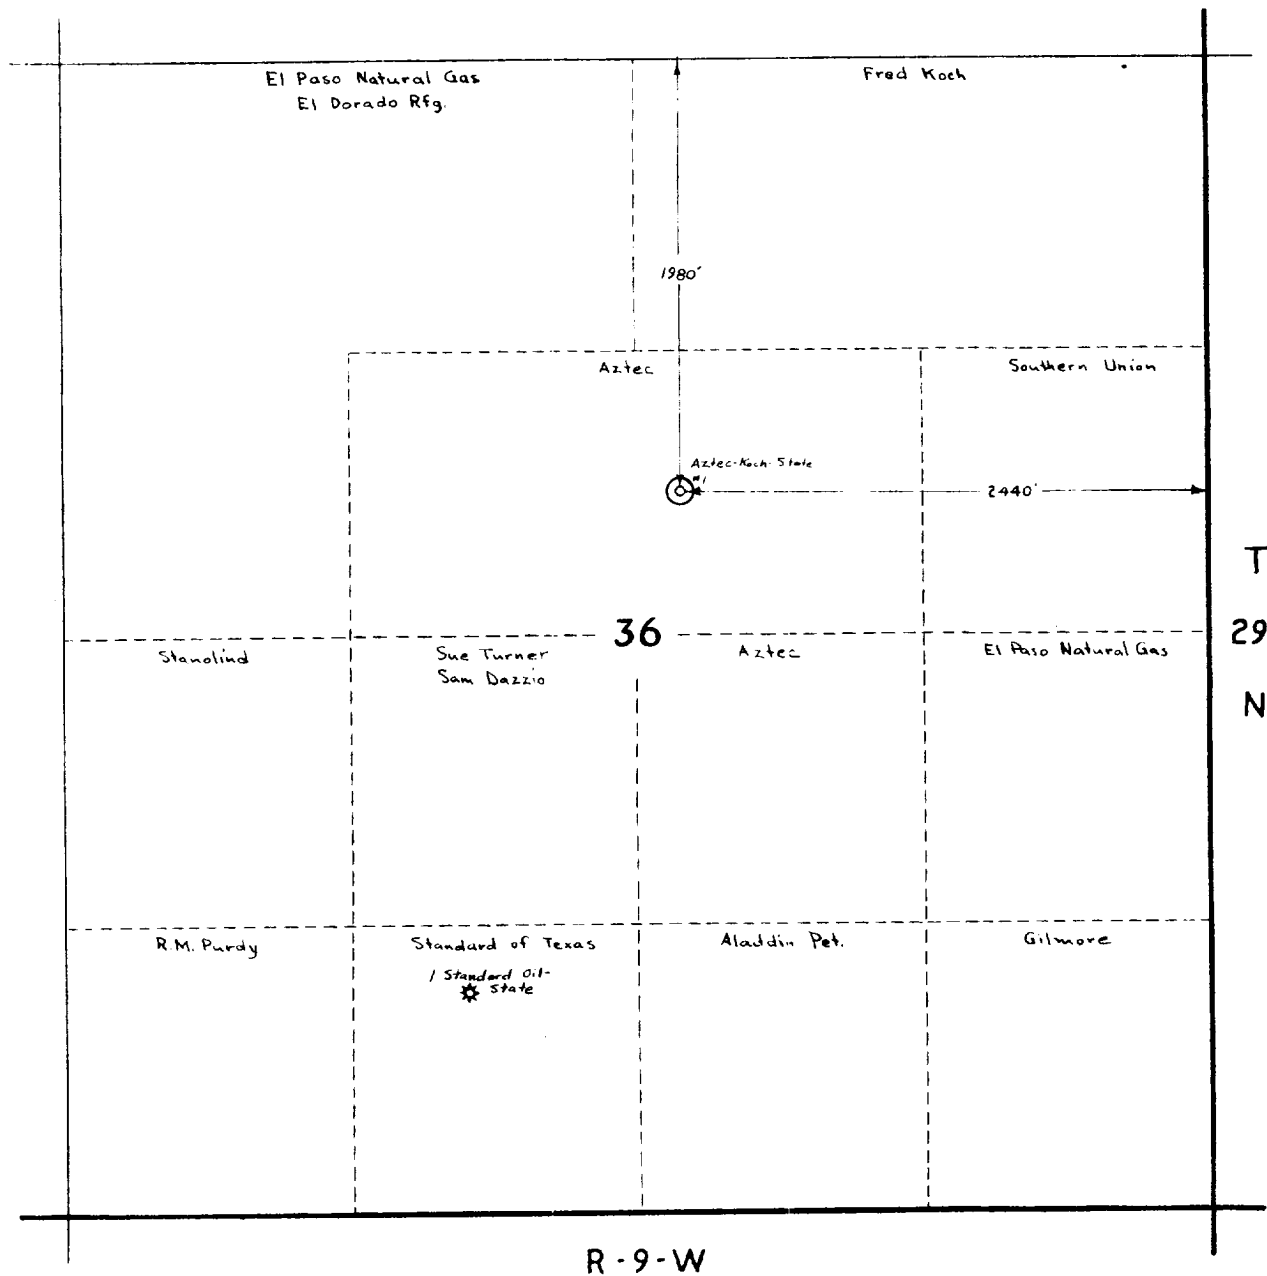 El Paso Natural Gas
El Dorado Rfg.
Fred Koch
1980'
Aztec
Southern Union
Aztec-Koch-State
#1
2440'
T
29
N
36
Stanolind
Sue Turner
Sam Dazzio
Aztec
El Paso Natural Gas
R.M. Purdy
Standard of Texas
Aladdin Pet.
Gilmore
1 Standard Oil-
State
R-9-W